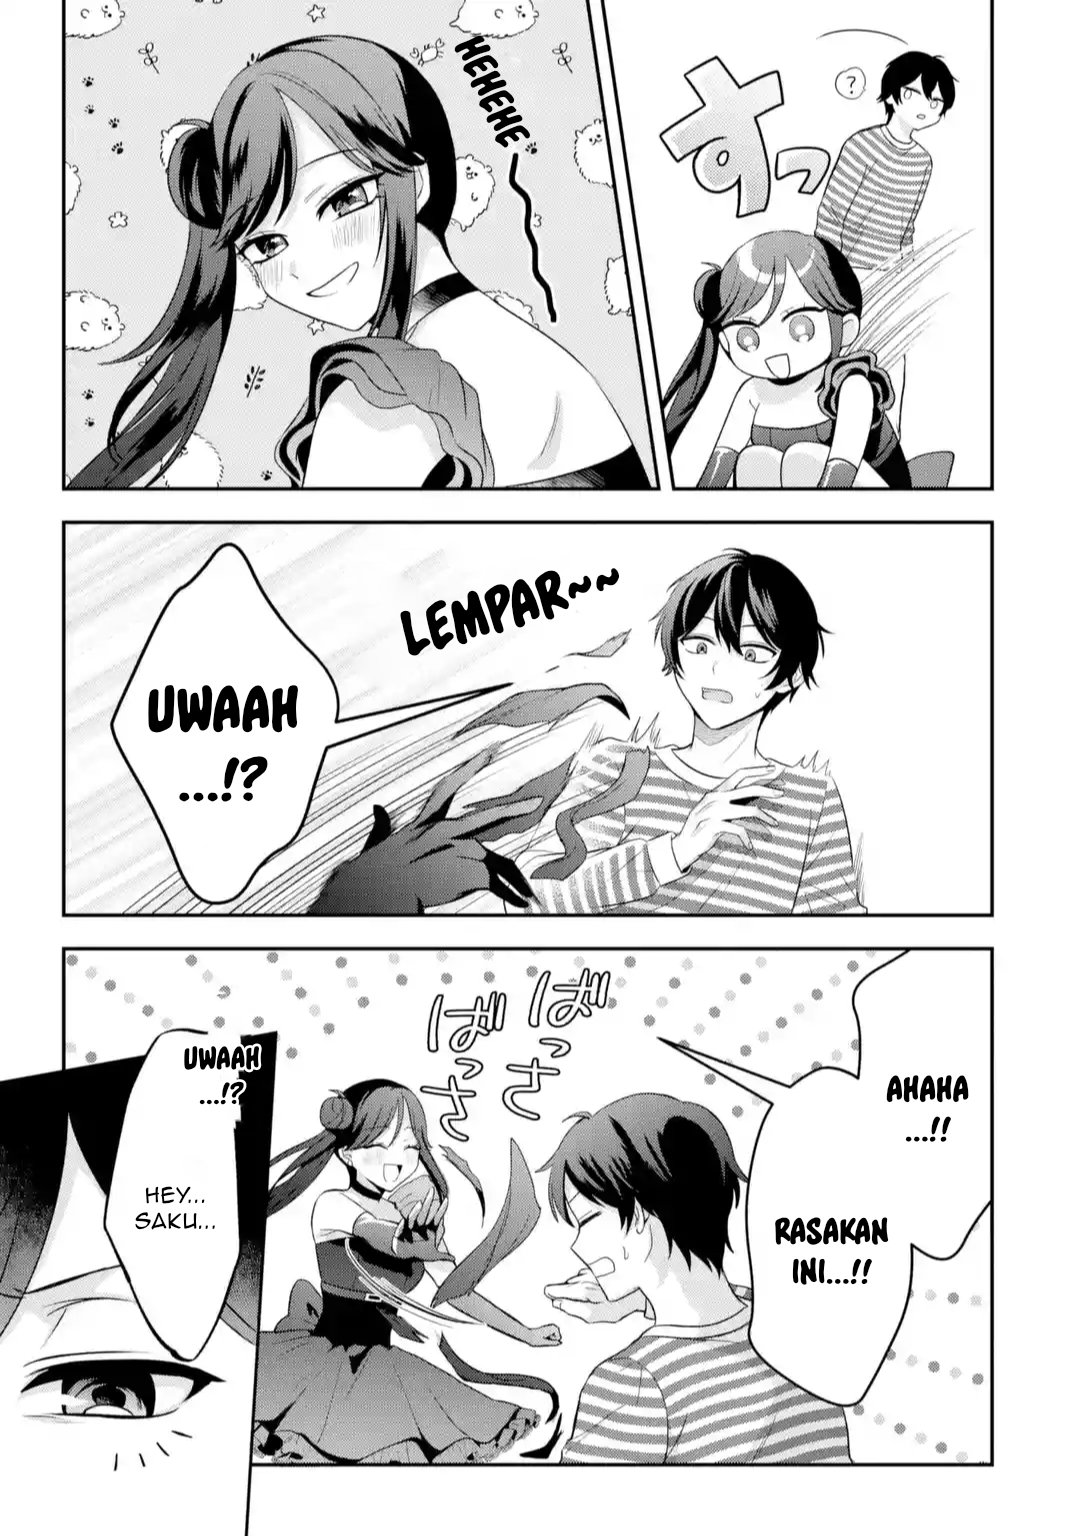 すっ
?
HEHEHE
LEMPAR~~
UWAAH
...!?
AHAHA
...!!
RASAKAN
INI...!!
ばっさ
ばっさ
UWAAH
...!?
HEY...
SAKU...